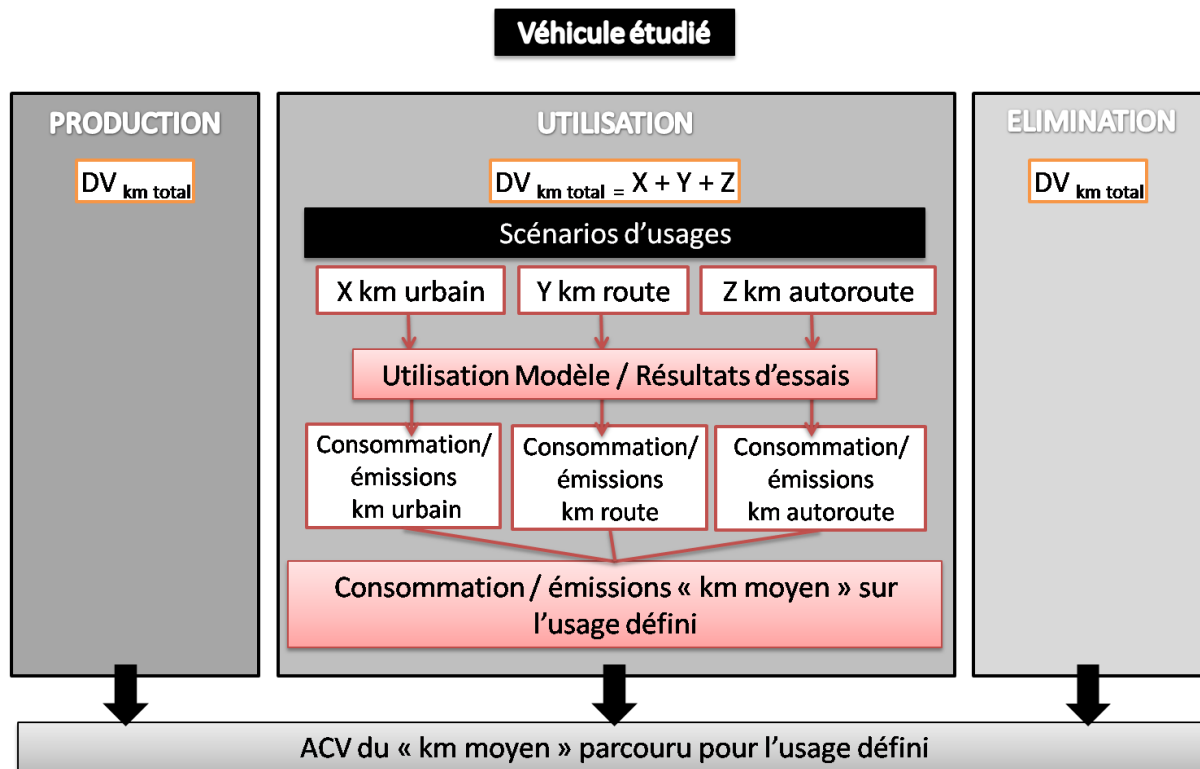 Véhicule étudié
PRODUCTION
DV km total
UTILISATION
DV km total = X + Y + Z
Scénarios d'usages
X km urbain
Y km route
Z km autoroute
Utilisation Modèle / Résultats d'essais
Consommation/
émissions
km urbain
Consommation/
émissions
km route
Consommation/
émissions
km autoroute
Consommation / émissions « km moyen » sur
l'usage défini
ELIMINATION
DV km total
ACV du « km moyen » parcouru pour l'usage défini